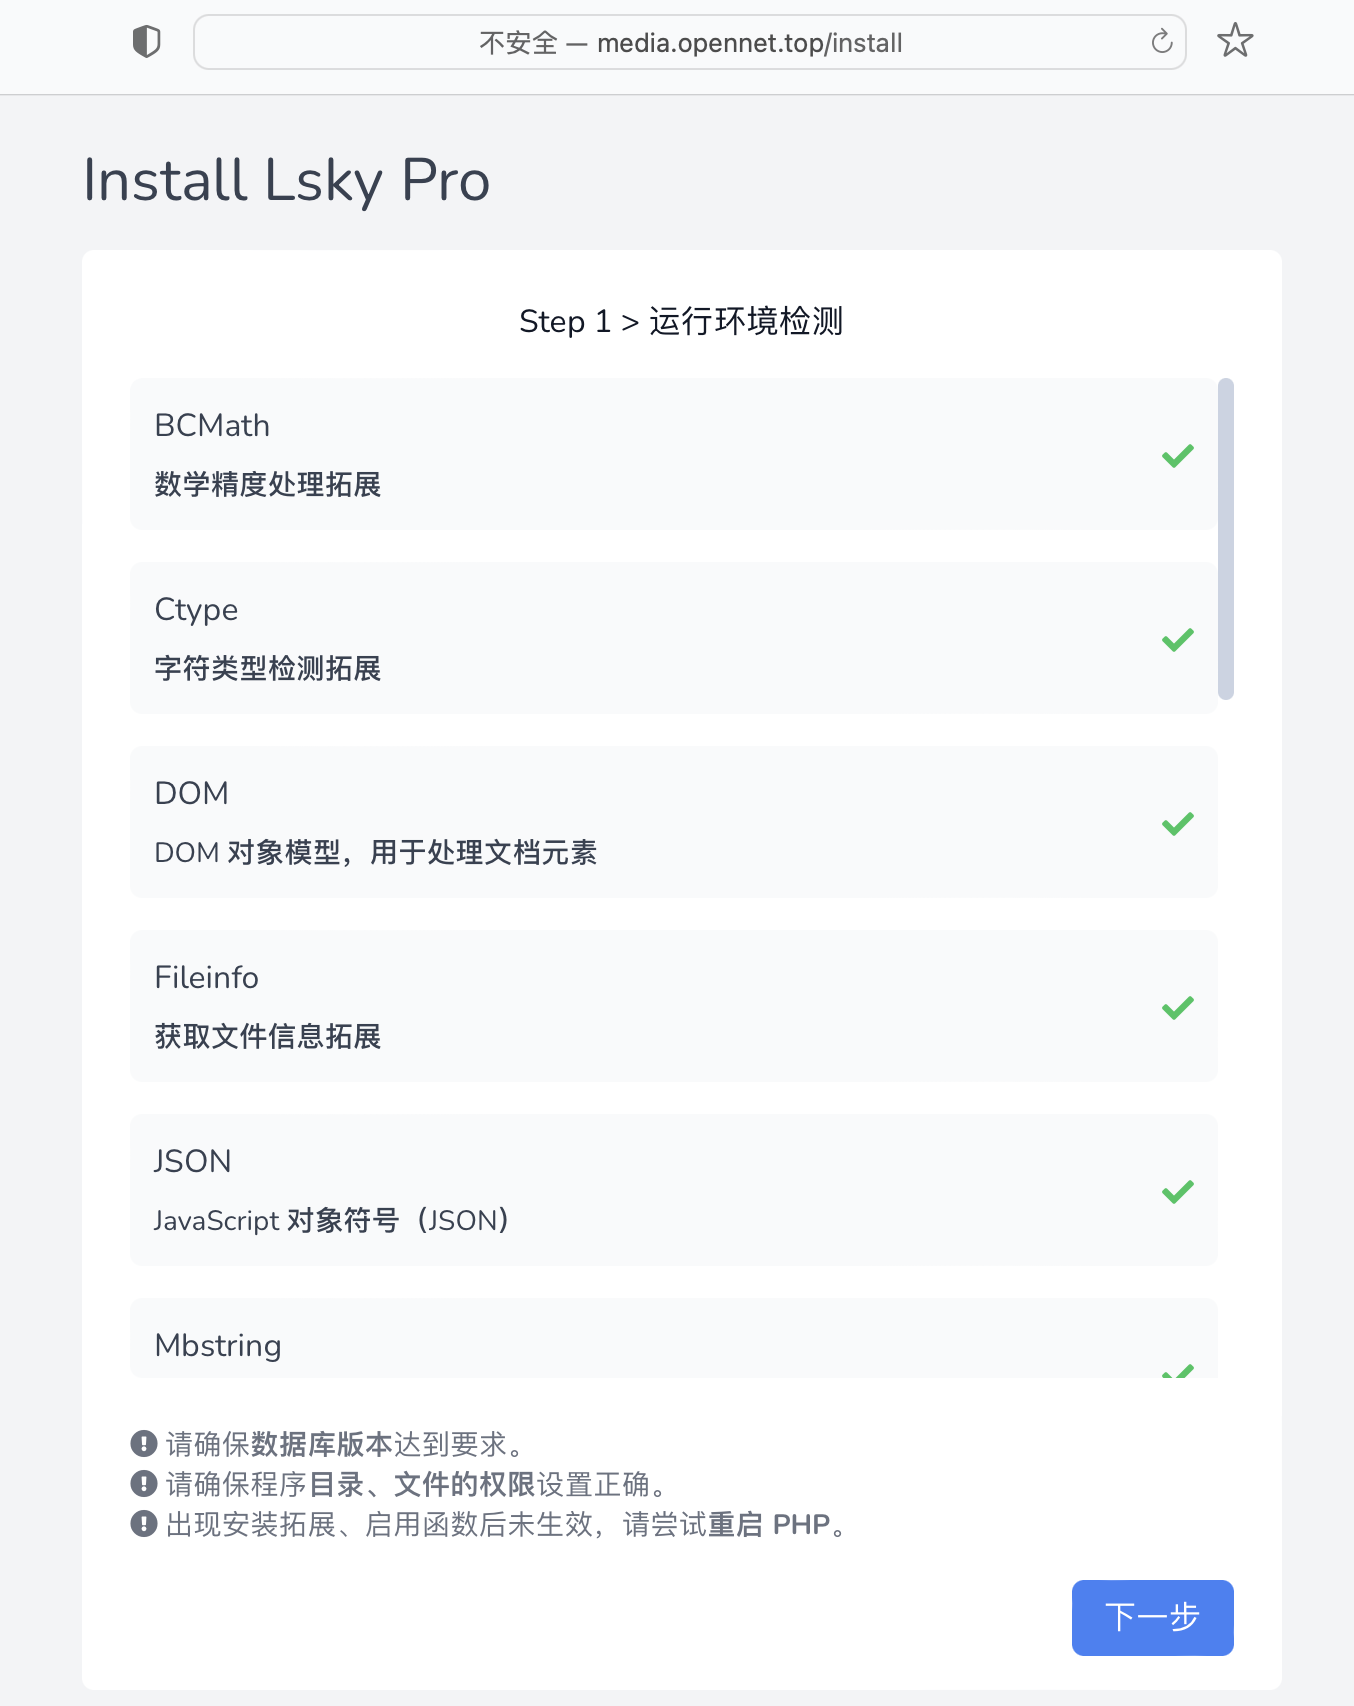 不安全 — media.opennet.top/install
Install Lsky Pro
Step 1 > 运行环境检测
BCMath
数学精度处理拓展
Ctype
字符类型检测拓展
DOM
DOM 对象模型，用于处理文档元素
Fileinfo
获取文件信息拓展
JSON
JavaScript 对象符号（JSON）
Mbstring
请确保数据库版本达到要求。
请确保程序目录、文件的权限设置正确。
出现安装拓展、启用函数后未生效，请尝试重启 PHP。
下一步